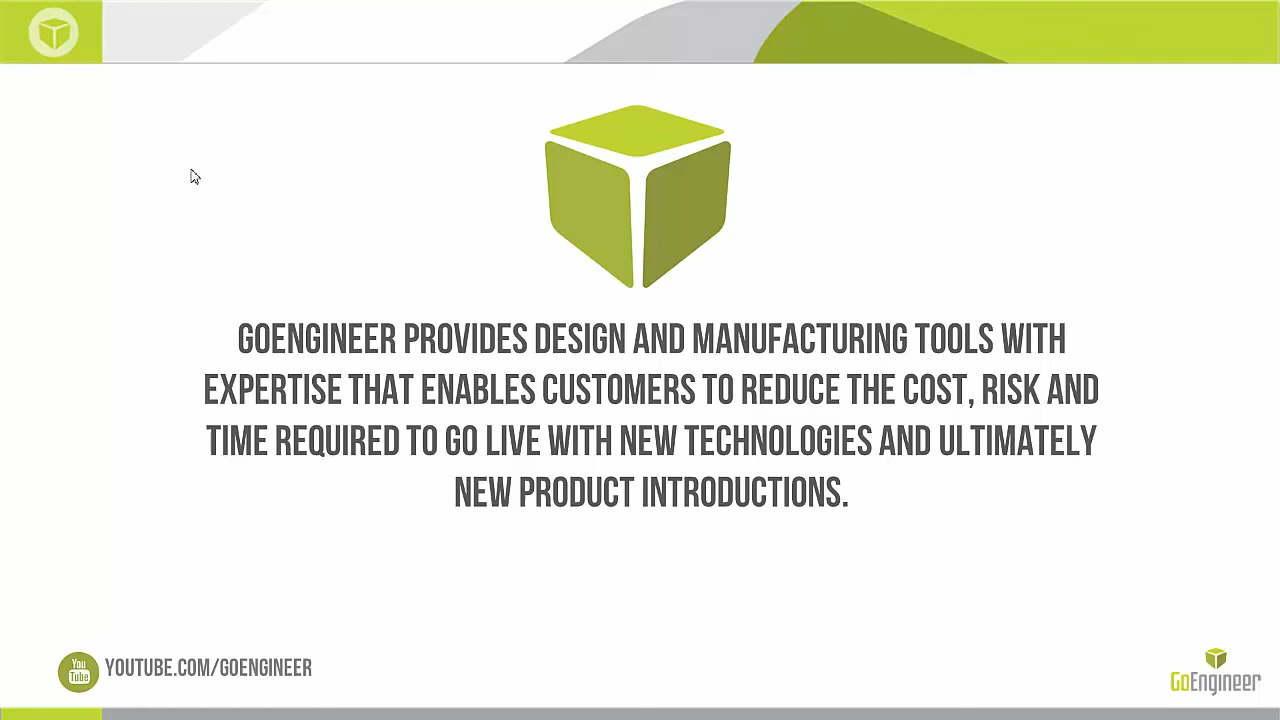 GOENGINEER PROVIDES DESIGN AND MANUFACTURING TOOLS WITH
EXPERTISE THAT ENABLES CUSTOMERS TO REDUCE THE COST, RISK AND
TIME REQUIRED TO GO LIVE WITH NEW TECHNOLOGIES AND ULTIMATELY
NEW PRODUCT INTRODUCTIONS.
You
Tube
YOUTUBE.COM/GOENGINEER
GoEngineer